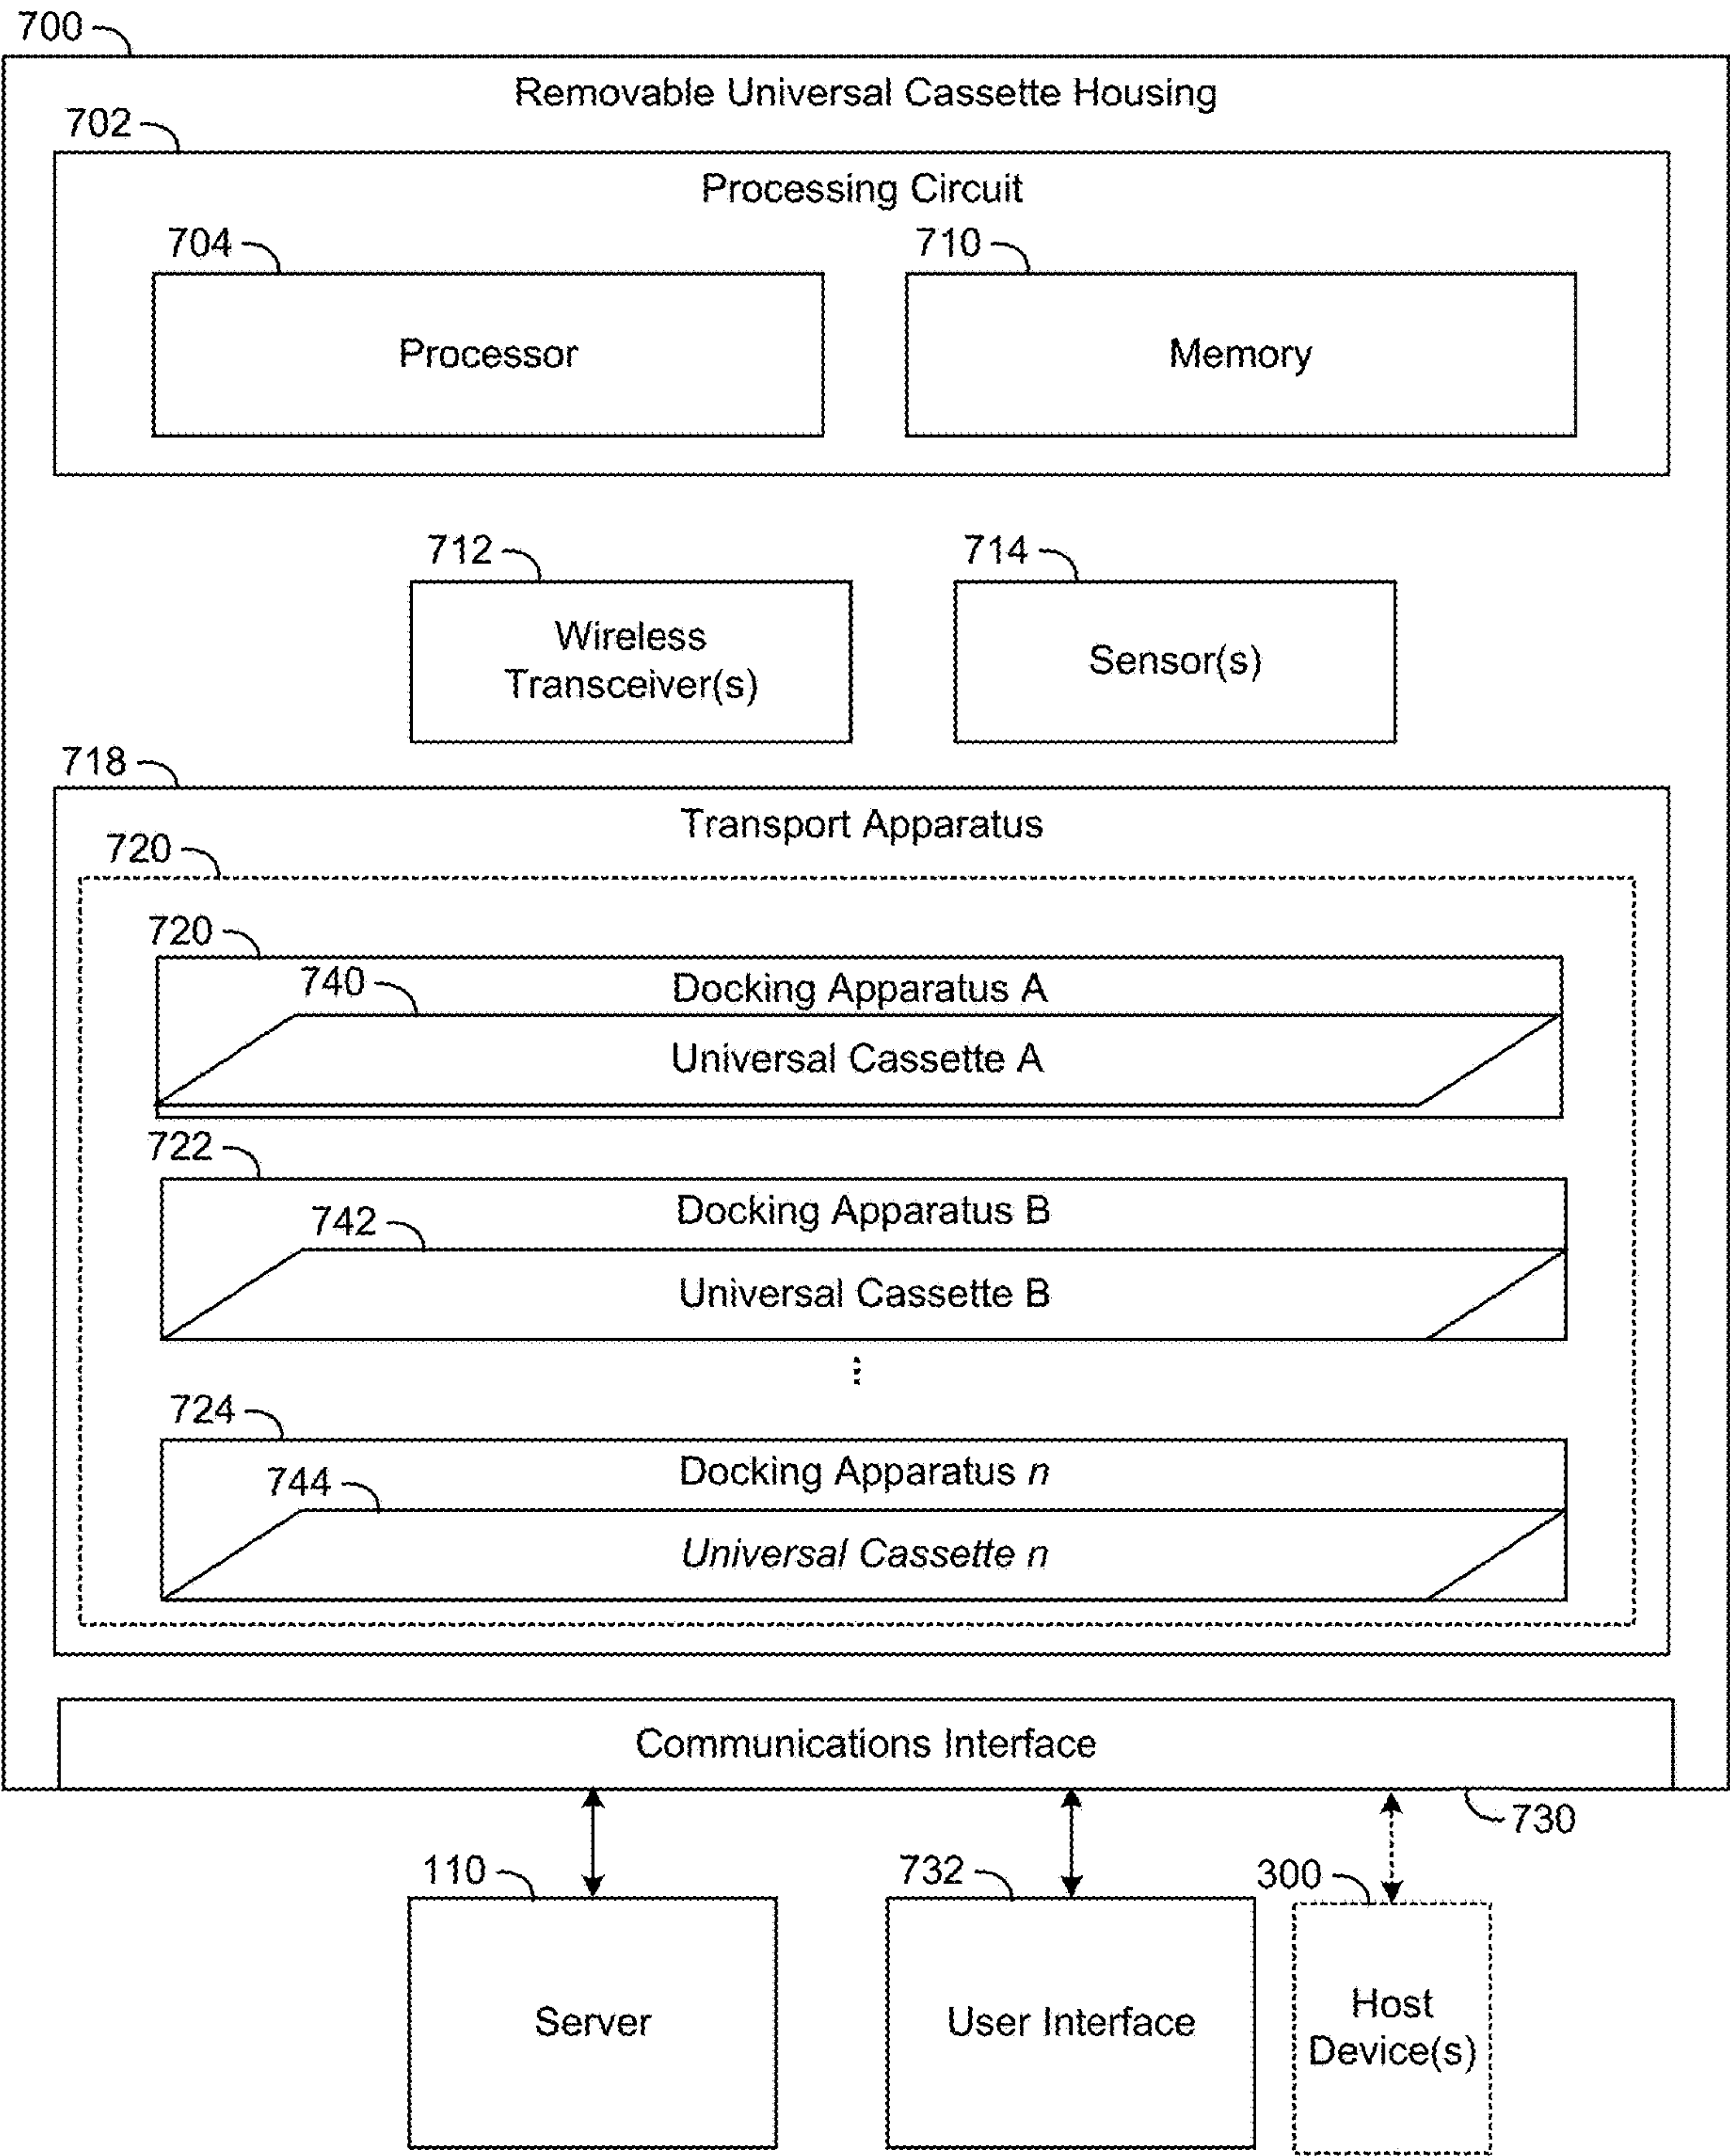 700
Removable Universal Cassette Housing
702
Processing Circuit
704
710
Processor
Memory
712
714
Wireless
Transceiver(s)
Sensor(s)
718
Transport Apparatus
720
720
Docking Apparatus A
740
Universal Cassette A
722
Docking Apparatus B
742
Universal Cassette B
⋮
724
Docking Apparatus n
744
Universal Cassette n
Communications Interface
730
110
732
300
Server
User Interface
Host
Device(s)